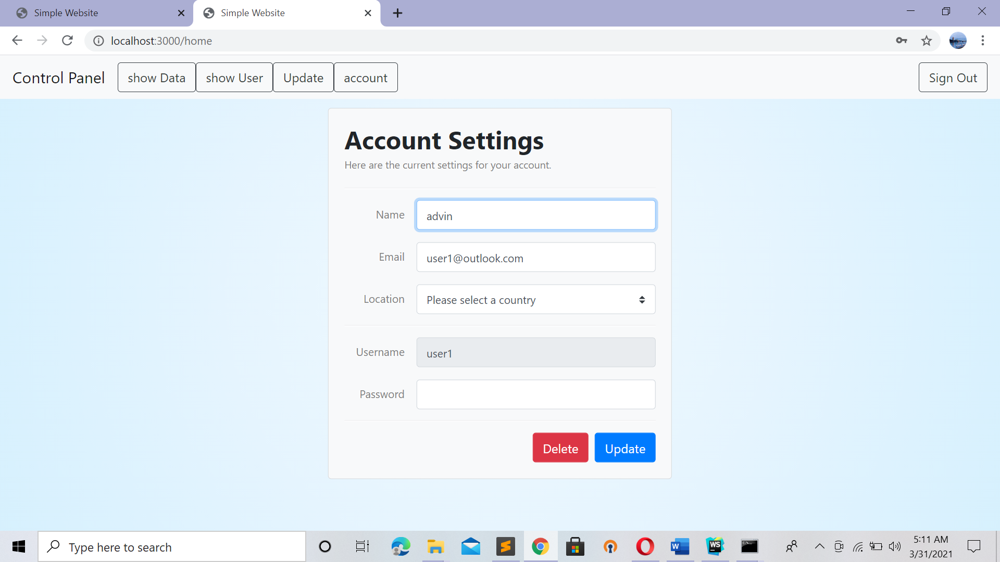 Simple Website
Simple Website
localhost:3000/home
Control Panel
show Data
show User
Update
account
Sign Out
Account Settings
Here are the current settings for your account.
Name
advin
Email
user1@outlook.com
Location
Please select a country
Username
user1
Password
Delete
Update
Type here to search
S
W
WS
C:\
5:11 AM
3/31/2021